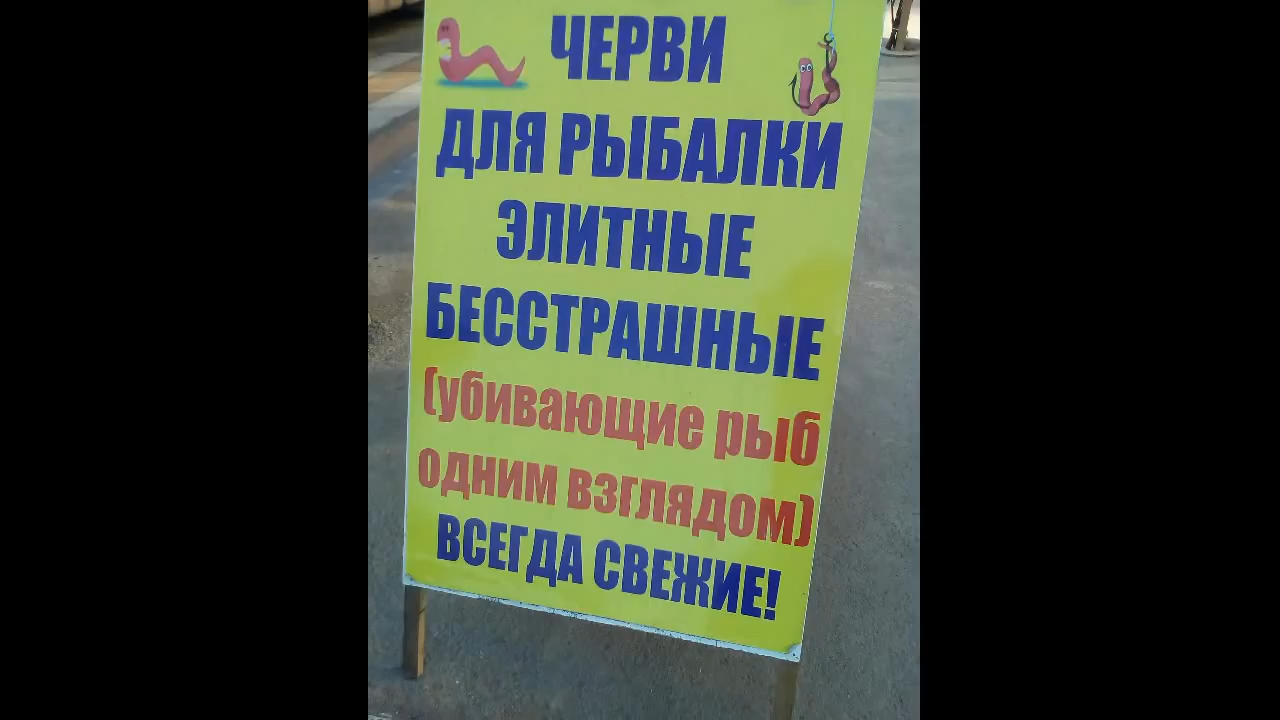 ЧЕРВИ
ДЛЯ РЫБАЛКИ
ЭЛИТНЫЕ
БЕССТРАШНЫЕ
(убивающие рыб
одним взглядом)
ВСЕГДА СВЕЖИЕ!